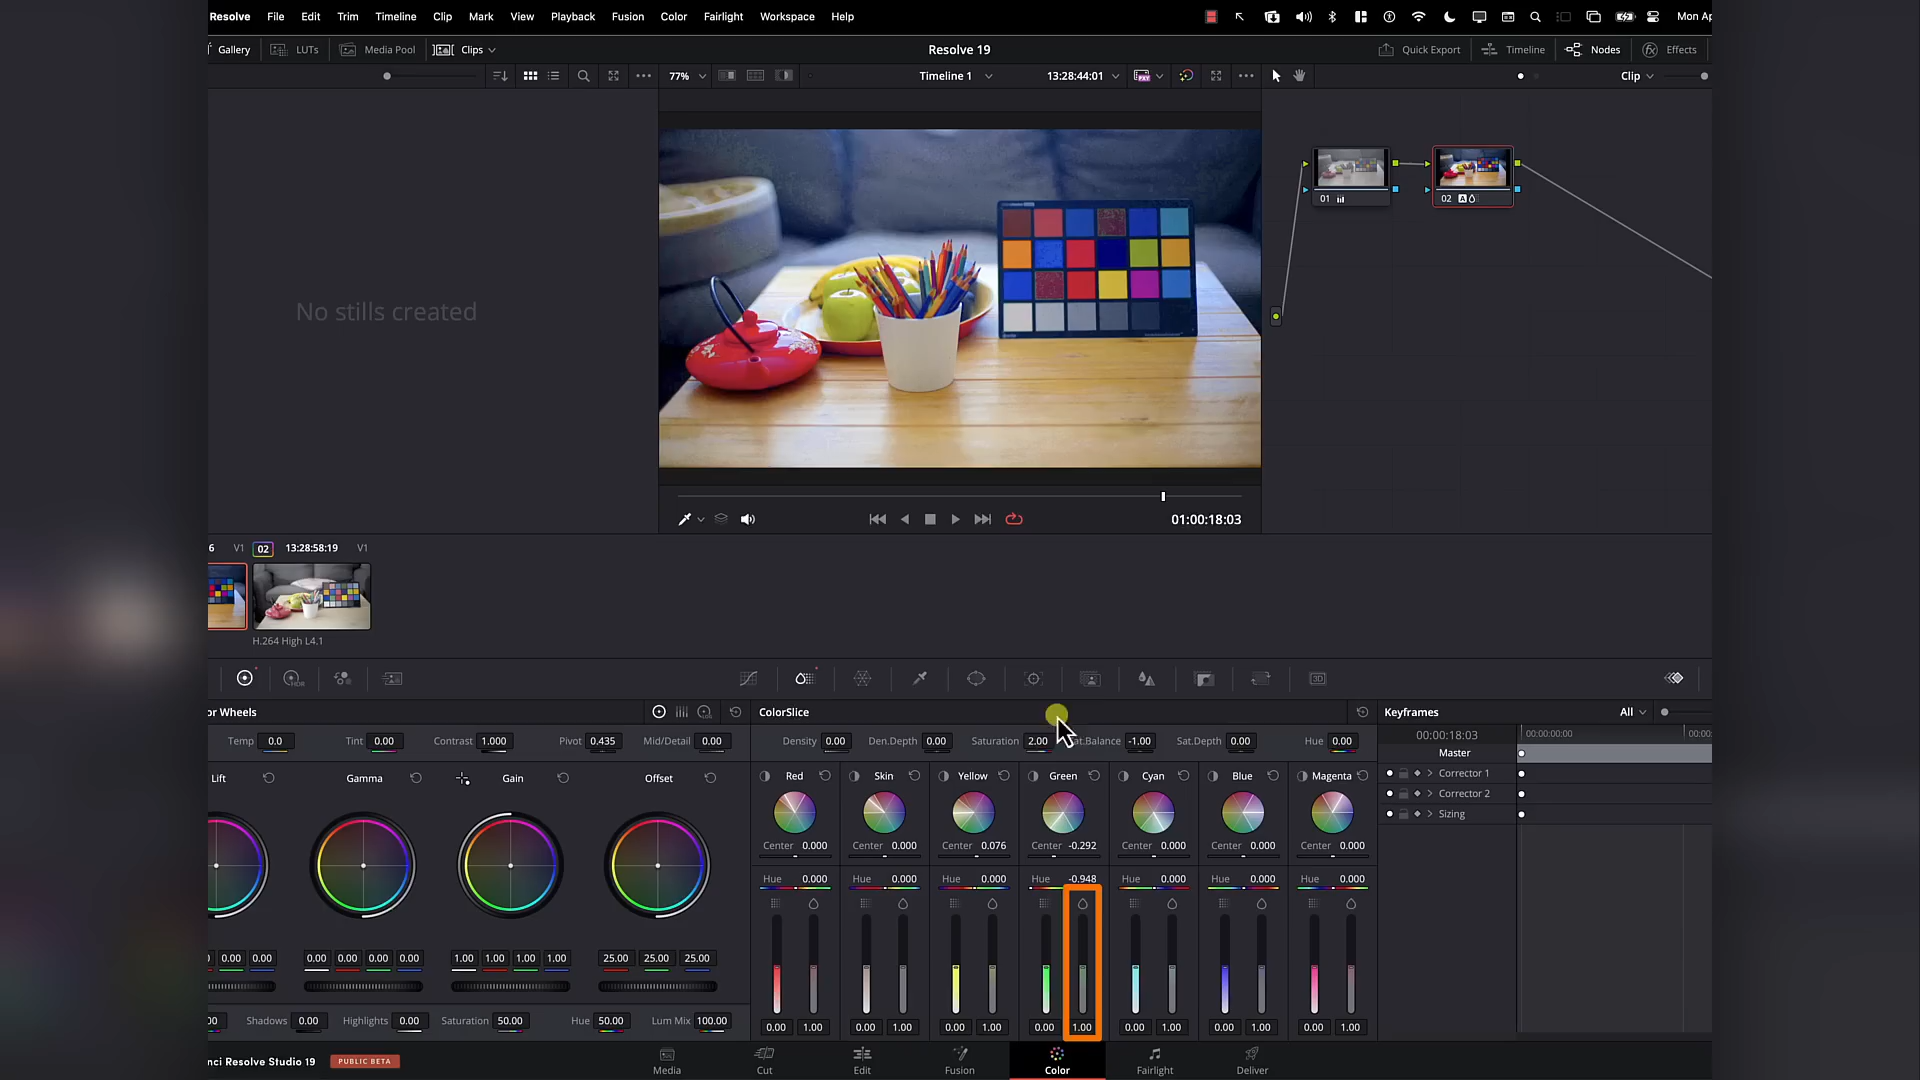 Resolve File Edit Trim Timeline Clip Mark View Playback Fusion Color Fairlight Workspace Help Mon Ap
Gallery LUTs Media Pool Clips Resolve 19 Quick Export Timeline Nodes Effects
77% Timeline 1 13:28:44:01 Clip
01 02
No stills created
01:00:18:03
6 V1 02 13:28:58:19 V1
H.264 High L4.1
HDR 3D
or Wheels ColorSlice Keyframes All
Temp 0.0 Tint 0.00 Contrast 1.000 Pivot 0.435 Mid/Detail 0.00
Density 0.00 Den.Depth 0.00 Saturation 2.00 at.Balance -1.00 Sat.Depth 0.00 Hue 0.00
00:00:18:03 00:00:00:00 00:00:
Master
Corrector 1
Corrector 2
Sizing
Lift Gamma Gain Offset
Red Skin Yellow Green Cyan Blue Magenta
Center 0.000 Center 0.000 Center 0.076 Center -0.292 Center 0.000 Center 0.000 Center 0.000
Hue 0.000 Hue 0.000 Hue 0.000 Hue -0.948 Hue 0.000 Hue 0.000 Hue 0.000
0.00 0.00 0.00 0.00 0.00 0.00 1.00 1.00 1.00 1.00 25.00 25.00 25.00
00 Shadows 0.00 Highlights 0.00 Saturation 50.00 Hue 50.00 Lum Mix 100.00
0.00 1.00 0.00 1.00 0.00 1.00 0.00 1.00 0.00 1.00 0.00 1.00 0.00 1.00
nci Resolve Studio 19 PUBLIC BETA
Media Cut Edit Fusion Color Fairlight Deliver